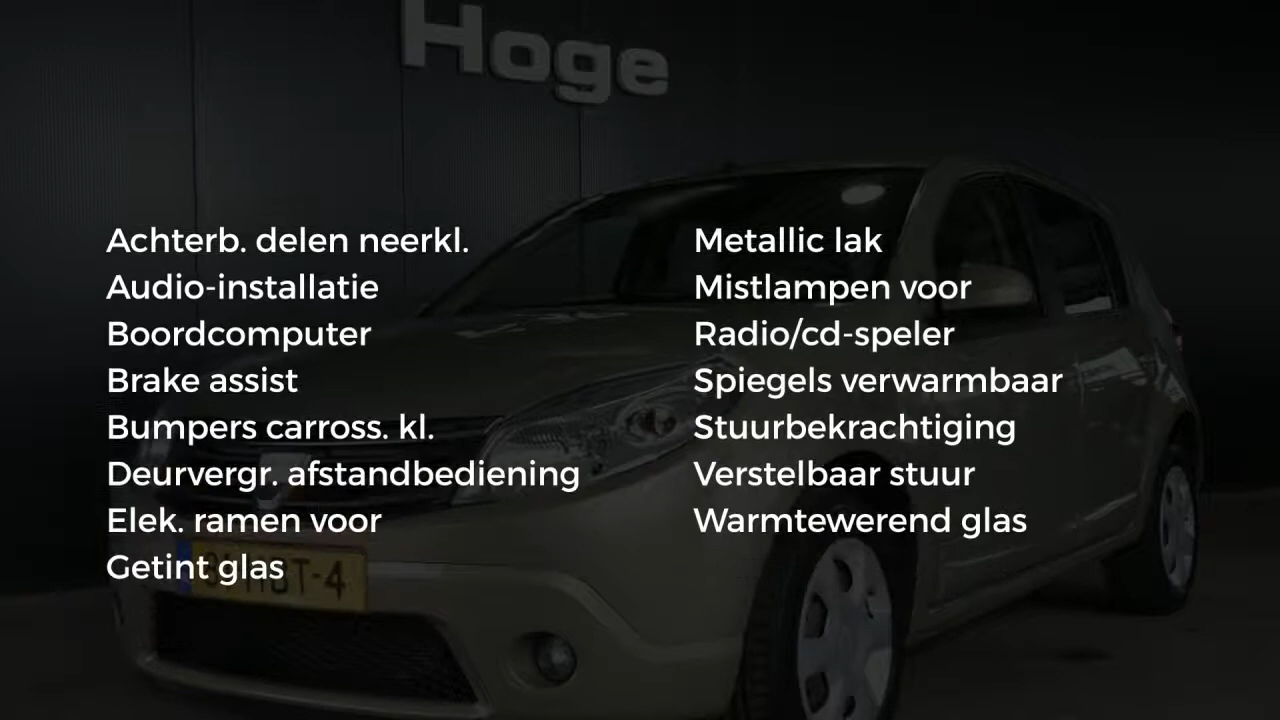 Hoge
Achterb. delen neerkl.
Audio-installatie
Boordcomputer
Brake assist
Bumpers carross. kl.
Deurvergr. afstandbediening
Elek. ramen voor
Getint glas
Metallic lak
Mistlampen voor
Radio/cd-speler
Spiegels verwarmbaar
Stuurbekrachtiging
Verstelbaar stuur
Warmtewerend glas